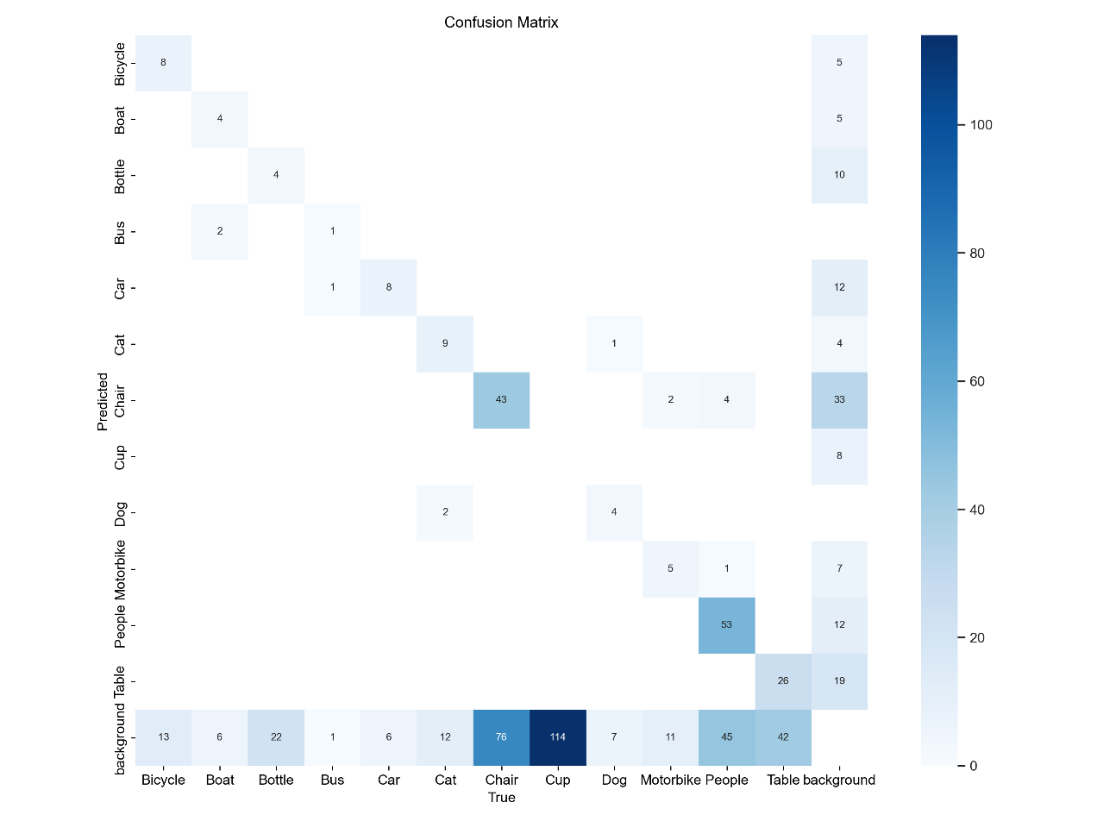 Confusion Matrix
Bicycle 8 5
Boat 4 5
Bottle 4 10
Bus 2 1
Car 1 8 12
Cat 9 1 4
Chair 43 2 4 33
Cup 8
Dog 2 4
Motorbike 5 1 7
People 53 12
Table 26 19
background 13 6 22 1 6 12 76 114 7 11 45 42
Bicycle Boat Bottle Bus Car Cat Chair Cup Dog Motorbike People Table background
True
Predicted
100
80
60
40
20
0